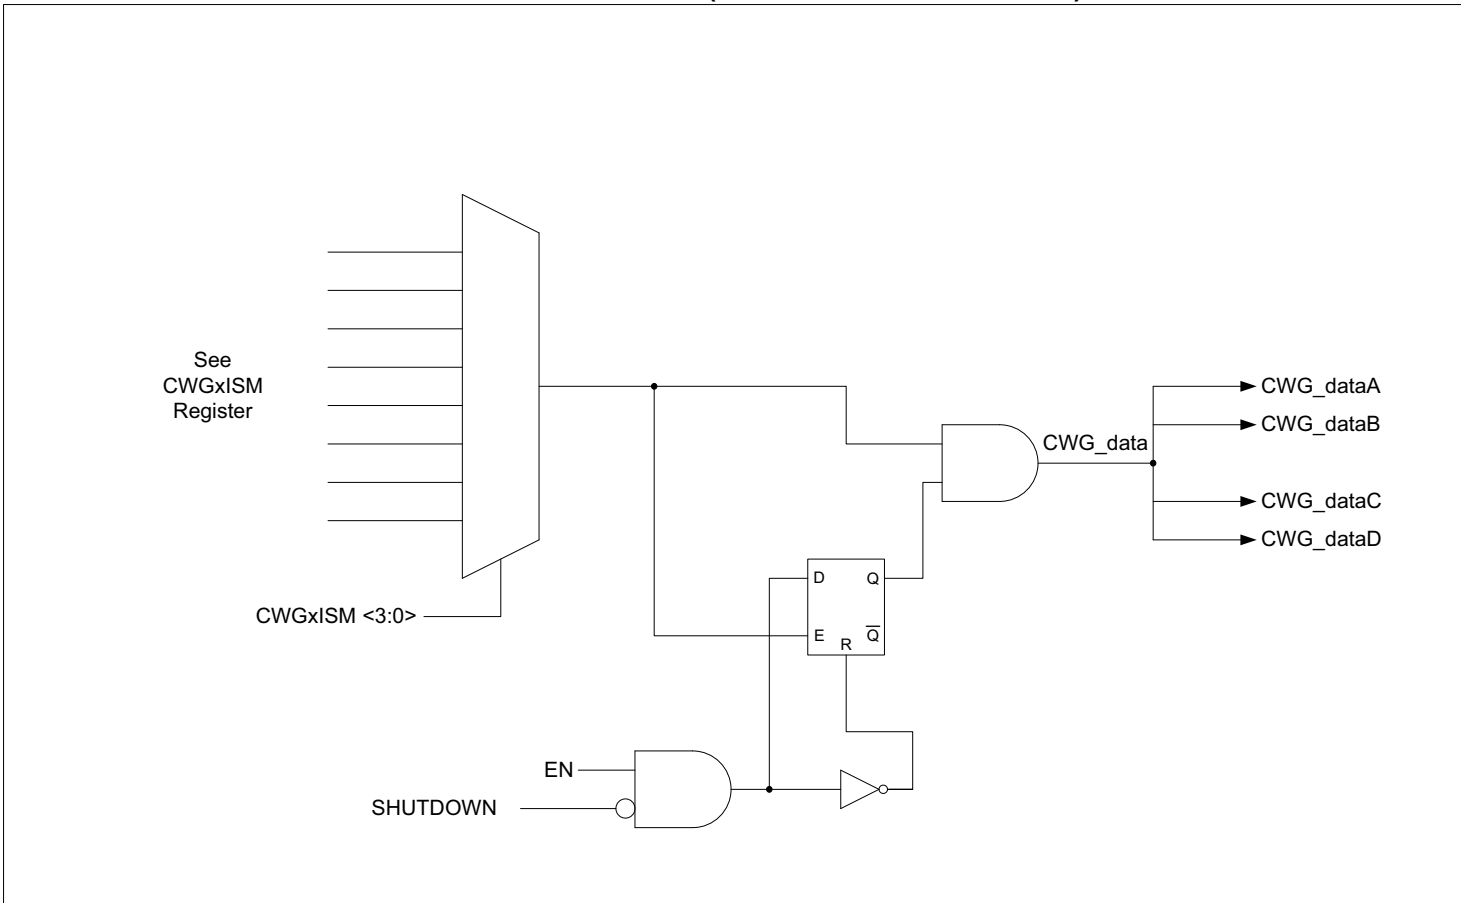 See
CWGxISM
Register
CWGxISM <3:0>
EN
SHUTDOWN
D
Q
E
Q̅
R
CWG_data
CWG_dataA
CWG_dataB
CWG_dataC
CWG_dataD